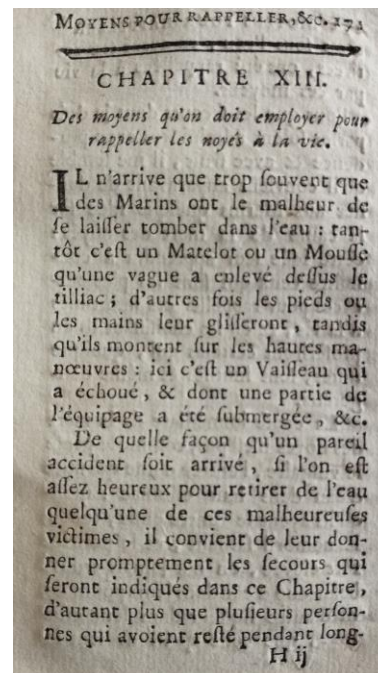 MOYENS POUR RAPPELLER, &c. 171
CHAPITRE XIII.
Des moyens qu'on doit employer pour
rappeller les noyés à la vie.
IL n'arrive que trop ſouvent que
des Marins ont le malheur de
ſe laiſſer tomber dans l'eau : tan-
tôt c'eſt un Matelot ou un Mouſſe
qu'une vague a enlevé deſſus le
tilliac ; d'autres fois les pieds ou
les mains leur gliſſeront, tandis
qu'ils montent ſur les hautes ma-
nœuvres : ici c'eſt un Vaiſſeau qui
a échoué, & dont une partie de
l'équipage a été ſubmergée, &c.
De quelle façon qu'un pareil
accident ſoit arrivé, ſi l'on eſt
aſſez heureux pour retirer de l'eau
quelqu'une de ces malheureuſes
victimes, il convient de leur don-
ner promptement les ſecours qui
ſeront indiqués dans ce Chapitre,
d'autant plus que pluſieurs perſon-
nes qui avoient reſté pendant long-
H ij